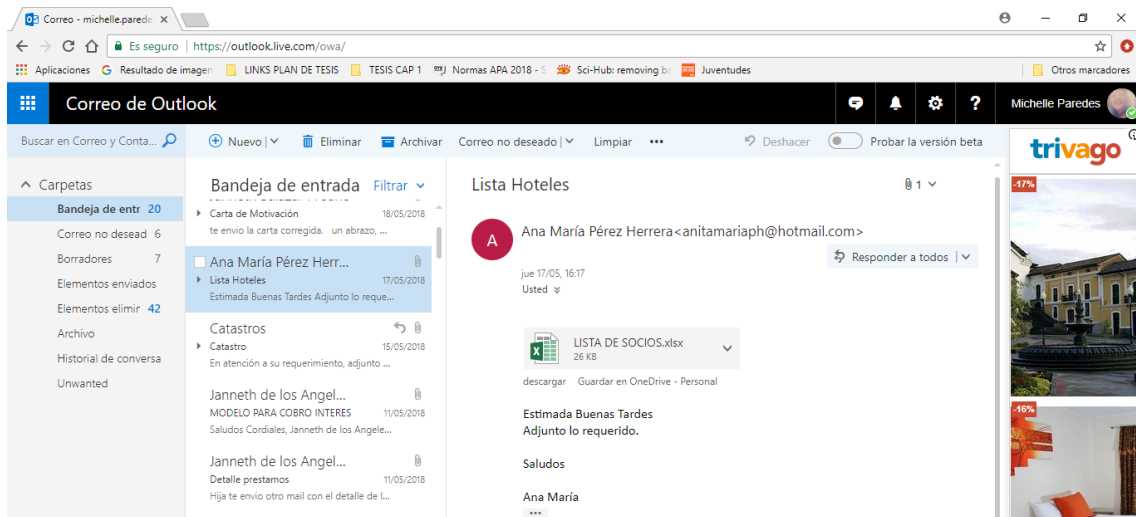 Correo - michelle.parede
Es seguro https://outlook.live.com/owa/
Aplicaciones Resultado de imagen LINKS PLAN DE TESIS TESIS CAP 1 Normas APA 2018 - S Sci-Hub: removing ba Juventudes Otros marcadores
Correo de Outlook Michelle Paredes
Buscar en Correo y Conta... Nuevo Eliminar Archivar Correo no deseado Limpiar ... Deshacer Probar la versión beta
Carpetas
Bandeja de entr 20
Correo no desead 6
Borradores 7
Elementos enviados
Elementos elimir 42
Archivo
Historial de conversa
Unwanted
Bandeja de entrada Filtrar
Carta de Motivación 18/05/2018
te envio la carta corregida. un abrazo, ...
Ana María Pérez Herr...
Lista Hoteles 17/05/2018
Estimada Buenas Tardes Adjunto lo reque...
Catastros
Catastro 15/05/2018
En atención a su requerimiento, adjunto ...
Janneth de los Angel...
MODELO PARA COBRO INTERES 11/05/2018
Saludos Cordiales, Janneth de los Angele...
Janneth de los Angel...
Detalle prestamos 11/05/2018
Hija te envio otro mail con el detalle de l...
Lista Hoteles 1
A
Ana María Pérez Herrera<anitamariaph@hotmail.com>
Responder a todos
jue 17/05, 16:17
Usted
LISTA DE SOCIOS.xlsx
26 KB
descargar Guardar en OneDrive - Personal
Estimada Buenas Tardes
Adjunto lo requerido.
Saludos
Ana María
...
trivago
-17%
-16%